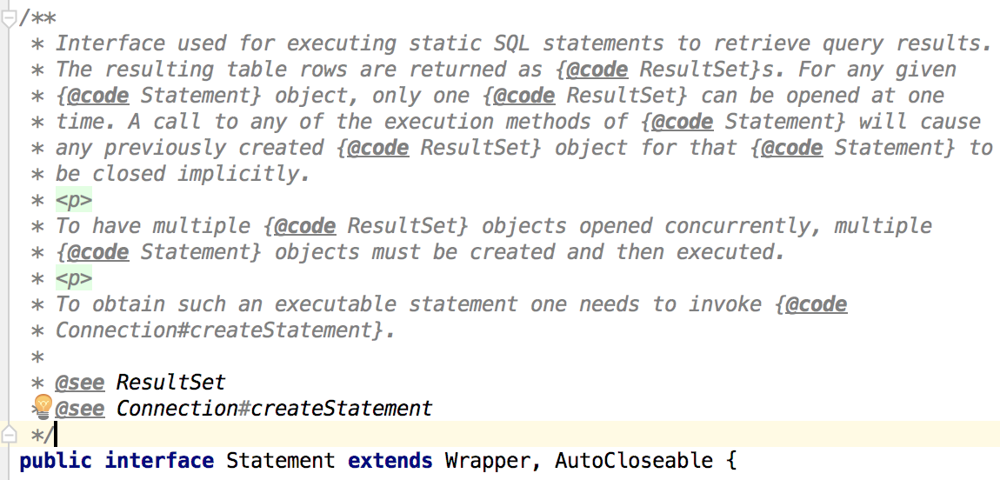 /**
* Interface used for executing static SQL statements to retrieve query results.
* The resulting table rows are returned as {@code ResultSet}s. For any given
* {@code Statement} object, only one {@code ResultSet} can be opened at one
* time. A call to any of the execution methods of {@code Statement} will cause
* any previously created {@code ResultSet} object for that {@code Statement} to
* be closed implicitly.
* <p>
* To have multiple {@code ResultSet} objects opened concurrently, multiple
* {@code Statement} objects must be created and then executed.
* <p>
* To obtain such an executable statement one needs to invoke {@code
* Connection#createStatement}.
*
* @see ResultSet
* @see Connection#createStatement
*/
public interface Statement extends Wrapper, AutoCloseable {